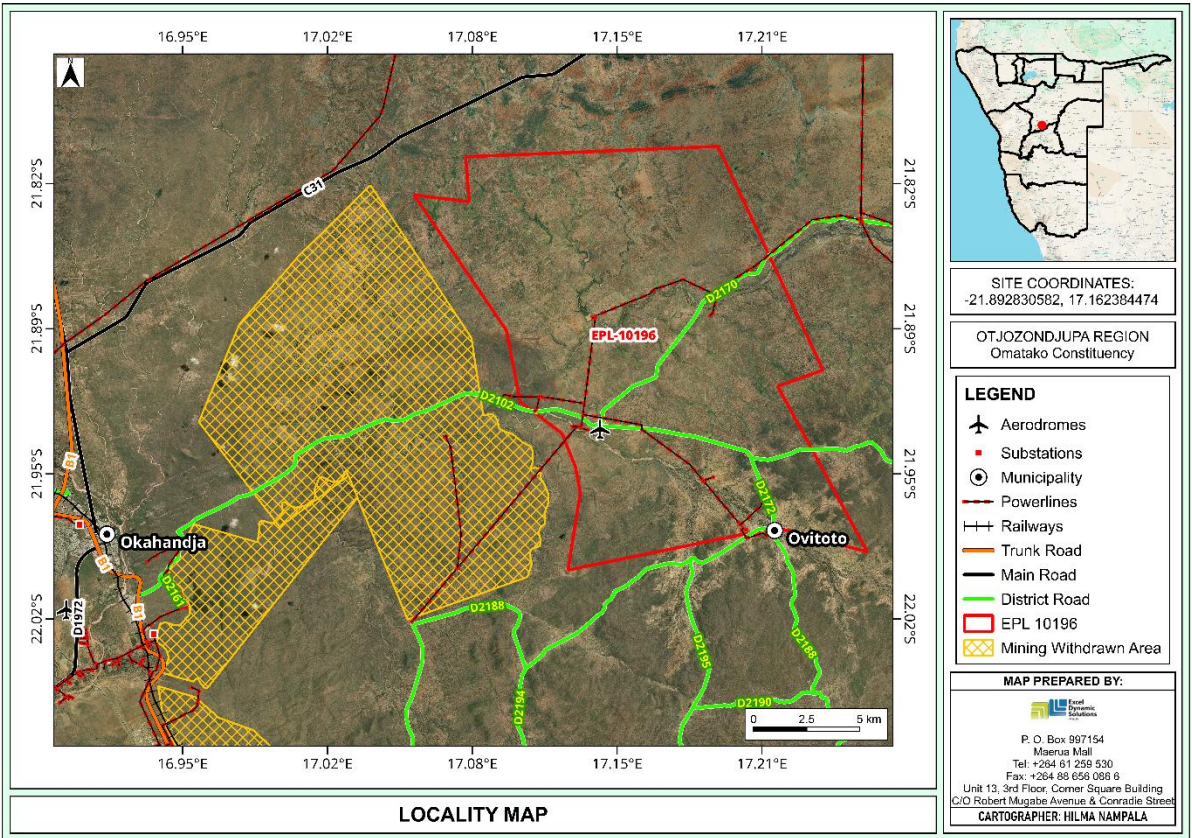 N
16.95°E
17.02°E
17.08°E
17.15°E
17.21°E
21.82°S
21.89°S
21.95°S
22.02°S
21.82°S
21.89°S
21.95°S
22.02°S
C31
D2170
EPL-10196
D2102
B1
D2172
Okahandja
Ovitoto
B1
D2161
B1
D1972
D2188
D2188
D2195
D2194
D2190
0 2.5 5 km
16.95°E
17.02°E
17.08°E
17.15°E
17.21°E
LOCALITY MAP
SITE COORDINATES:
-21.892830582, 17.162384474
OTJOZONDJUPA REGION
Omatako Constituency
LEGEND
Aerodromes
Substations
Municipality
Powerlines
Railways
Trunk Road
Main Road
District Road
EPL 10196
Mining Withdrawn Area
MAP PREPARED BY:
Excel
Dynamic
Solutions
P. O. Box 997154
Maerua Mall
Tel: +264 61 259 530
Fax: +264 88 656 086 6
Unit 13, 3rd Floor, Corner Square Building
C/O Robert Mugabe Avenue & Conradie Street
CARTOGRAPHER: HILMA NAMPALA